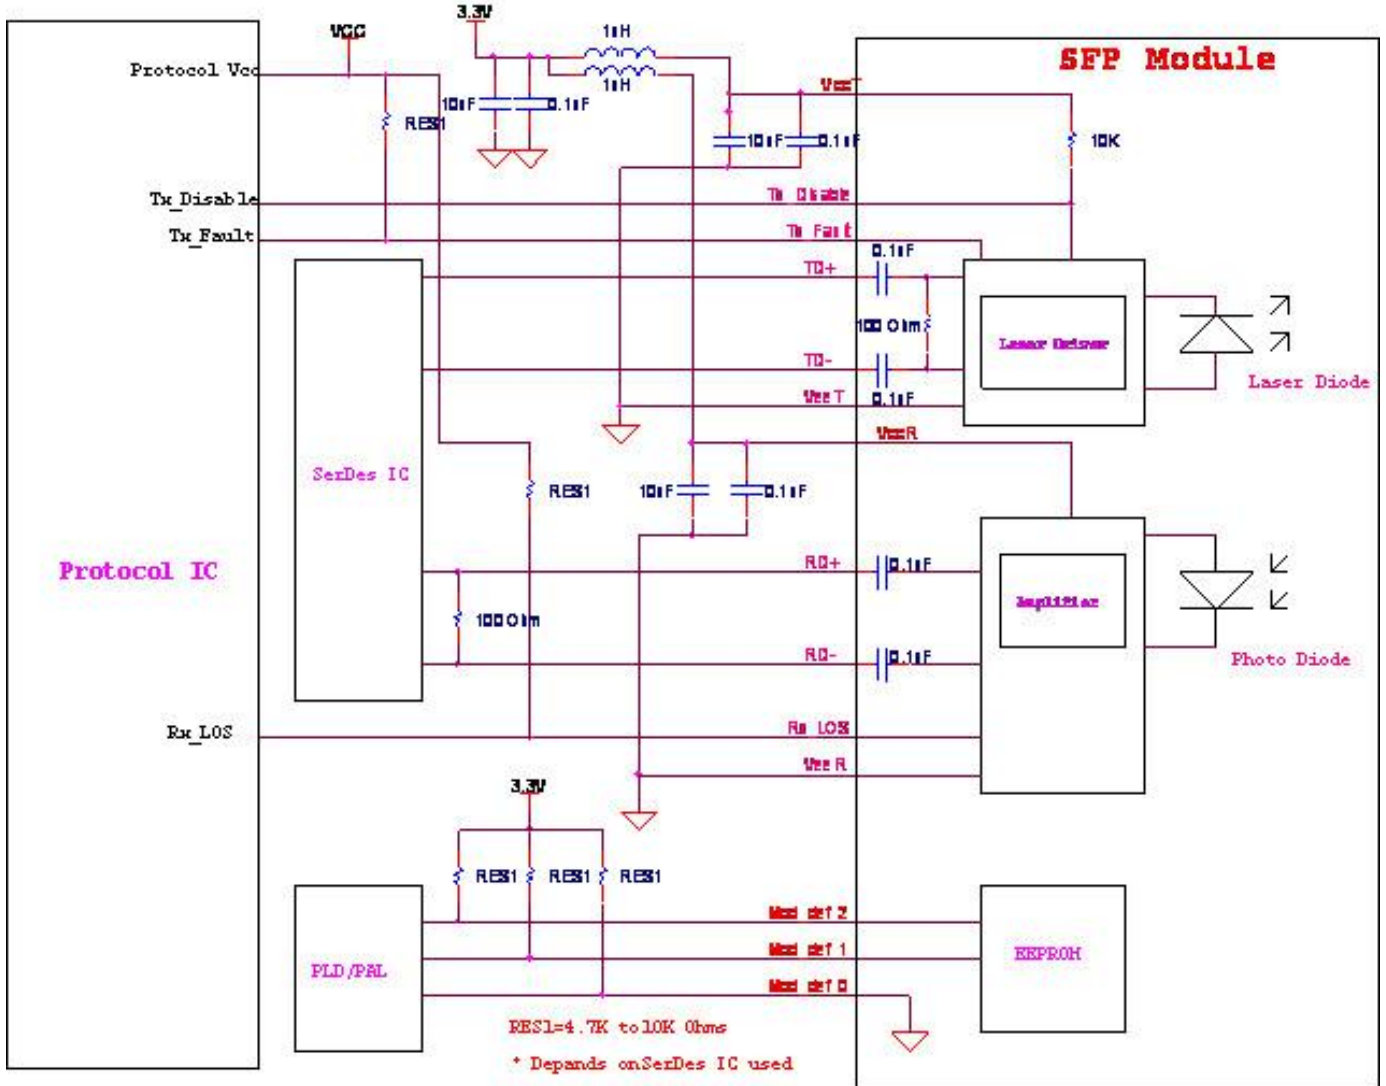 3.3V
VCC
1uH
SFP Module
Protocol Vcc
1uH
VccT
10uF
0.1uF
RES1
10uF
0.1uF
10K
Tx_Disable
Tx Disable
Tx_Fault
Tx Fault
0.1uF
TD+
100 Ohm
Laser Driver
TD-
Laser Diode
VeeT
0.1uF
VccR
SerDes IC
RES1
10uF
0.1uF
Protocol IC
RD+
0.1uF
Amplifier
100 Ohm
RD-
0.1uF
Photo Diode
Rx_LOS
Rx LOS
VeeR
3.3V
RES1
RES1
RES1
Mod def 2
Mod def 1
EEPROM
PLD/PAL
Mod def 0
RES1=4.7K to10K Ohms
* Depands onSerDes IC used